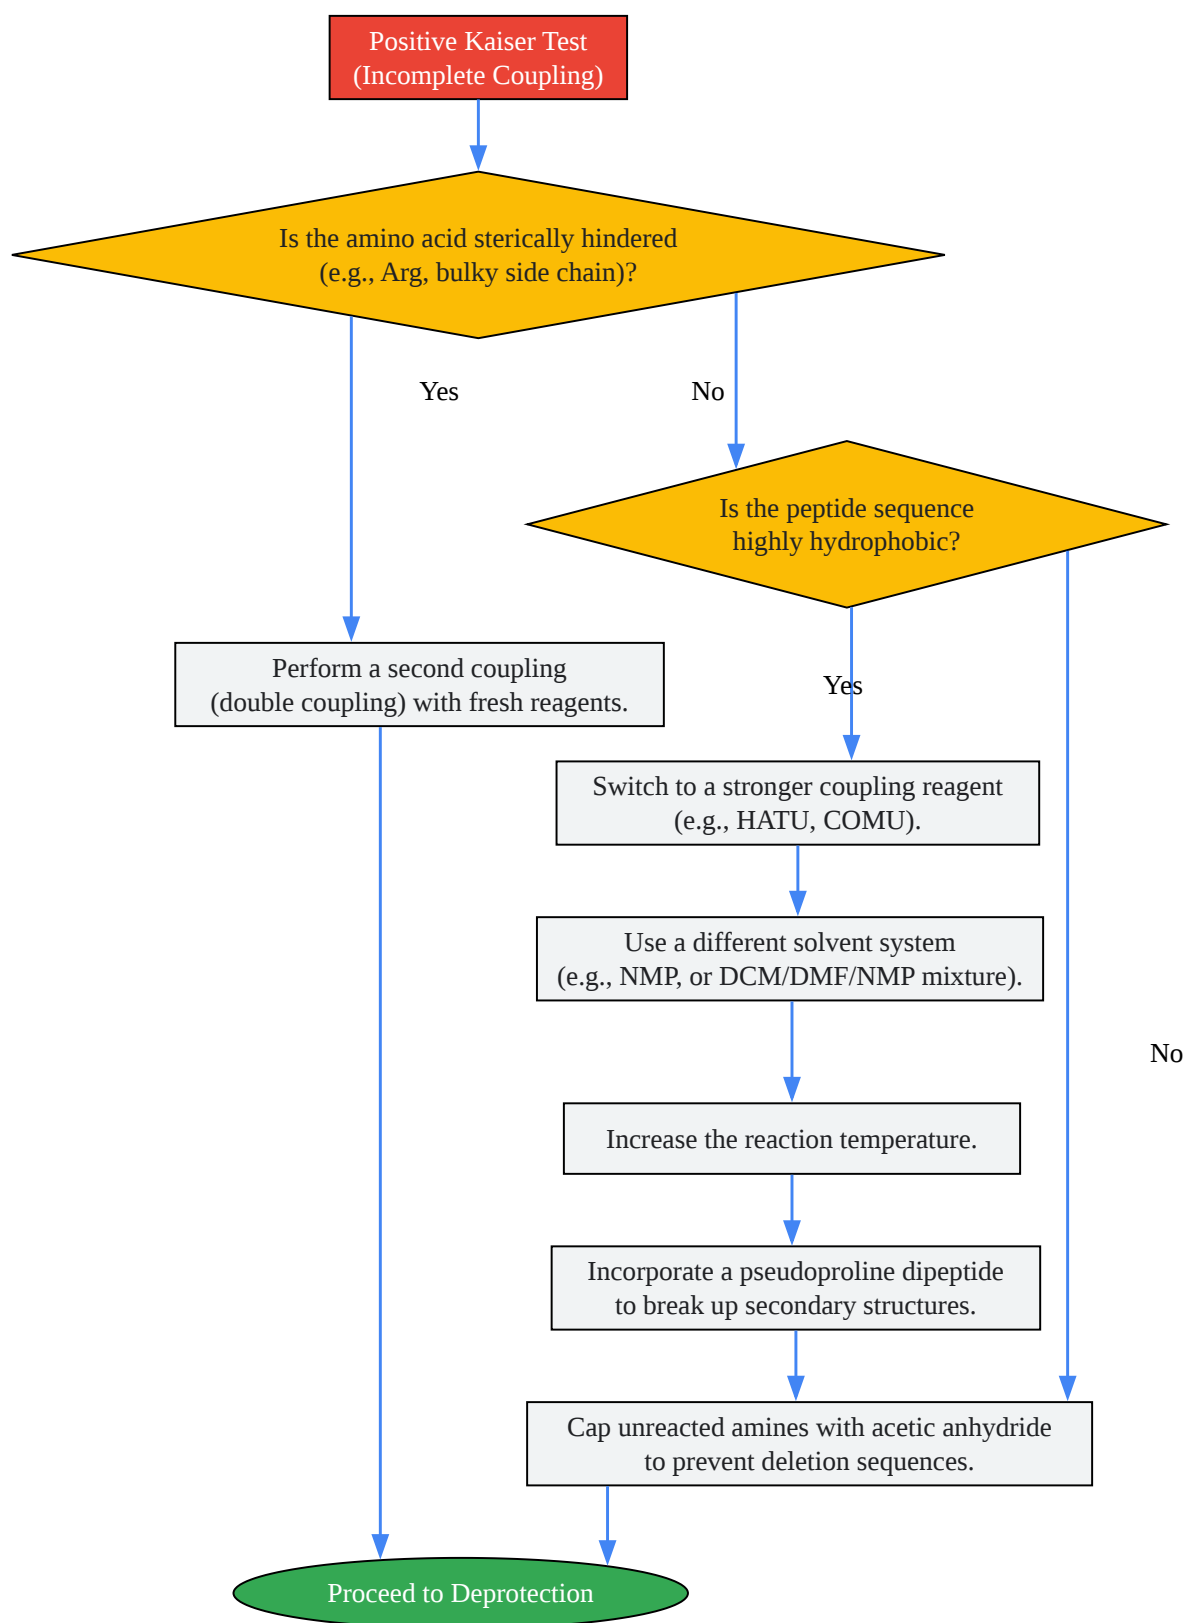 Positive Kaiser Test
(Incomplete Coupling)
Is the amino acid sterically hindered
(e.g., Arg, bulky side chain)?
Yes
No
Is the peptide sequence
highly hydrophobic?
Perform a second coupling
(double coupling) with fresh reagents.
Yes
Switch to a stronger coupling reagent
(e.g., HATU, COMU).
Use a different solvent system
(e.g., NMP, or DCM/DMF/NMP mixture).
No
Increase the reaction temperature.
Incorporate a pseudoproline dipeptide
to break up secondary structures.
Cap unreacted amines with acetic anhydride
to prevent deletion sequences.
Proceed to Deprotection